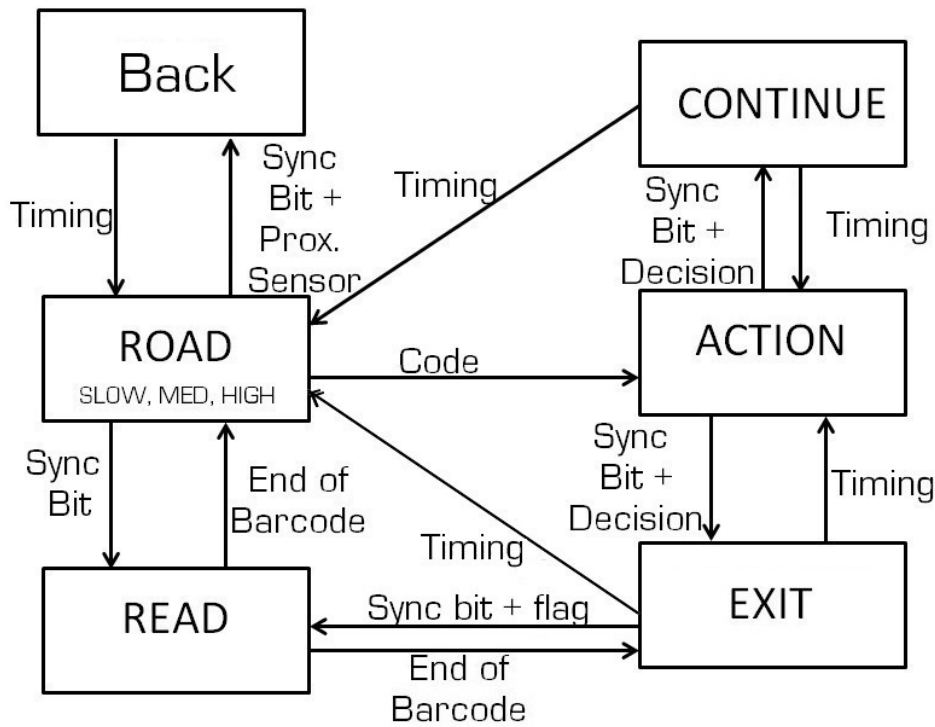 Back
CONTINUE
Timing
Sync
Bit +
Prox.
Sensor
Timing
Sync
Bit +
Decision
Timing
ROAD
SLOW, MED, HIGH
Code
ACTION
Sync
Bit
End of
Barcode
Timing
Sync
Bit +
Decision
Timing
READ
Sync bit + flag
End of
Barcode
EXIT